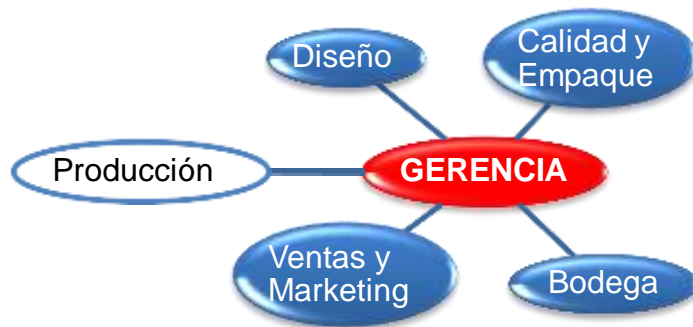 Diseño
Calidad y
Empaque
Producción
GERENCIA
Ventas y
Marketing
Bodega